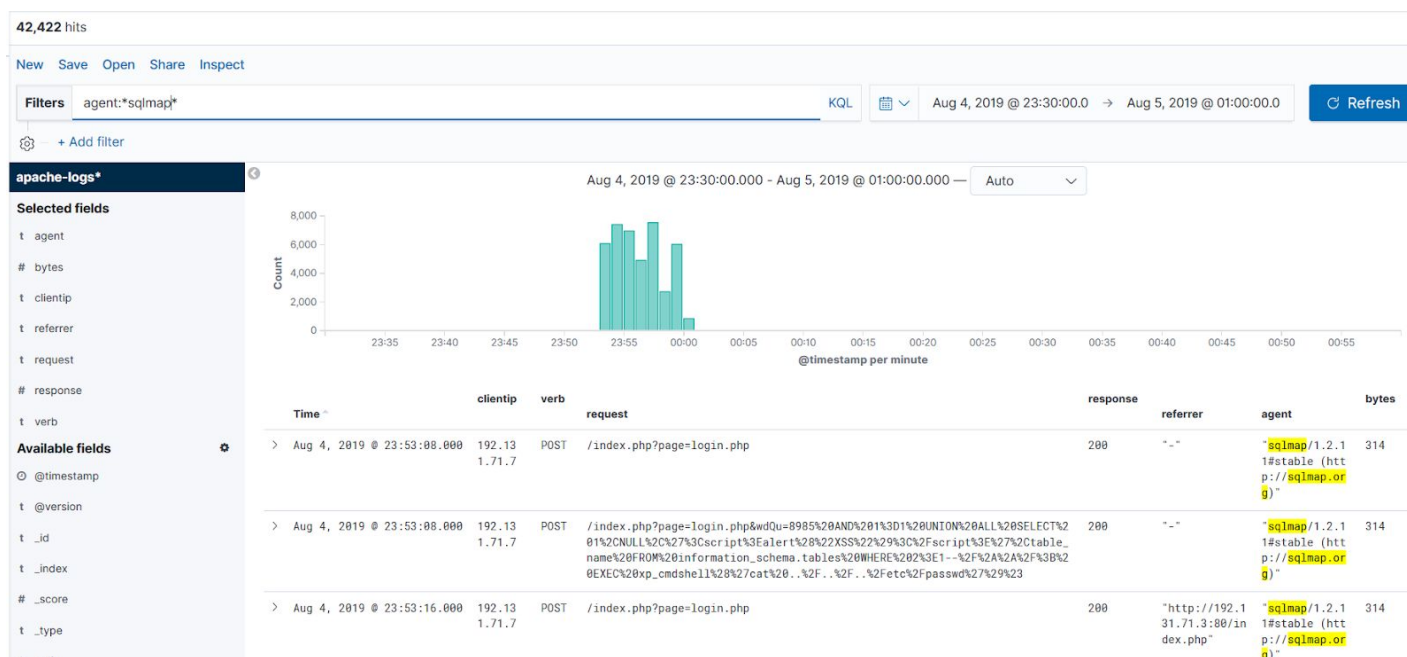 42,422 hits
New Save Open Share Inspect
Filters agent:*sqlmap* KQL Aug 4, 2019 @ 23:30:00.0 → Aug 5, 2019 @ 01:00:00.0 Refresh
+ Add filter
apache-logs*
Selected fields
t agent
# bytes
t clientip
t referrer
t request
# response
t verb
Available fields
@timestamp
t @version
t _id
t _index
# _score
t _type
Aug 4, 2019 @ 23:30:00.000 - Aug 5, 2019 @ 01:00:00.000 — Auto
Count
8,000
6,000
4,000
2,000
0
23:35 23:40 23:45 23:50 23:55 00:00 00:05 00:10 00:15 00:20 00:25 00:30 00:35 00:40 00:45 00:50 00:55
@timestamp per minute
Time clientip verb request response referrer agent bytes
> Aug 4, 2019 @ 23:53:08.000 192.13 POST /index.php?page=login.php 200 "-" "sqlmap/1.2.1 314
1.71.7 1#stable (htt
p://sqlmap.or
g)"
> Aug 4, 2019 @ 23:53:08.000 192.13 POST /index.php?page=login.php&wdQu=8985%20AND%201%3D1%20UNION%20ALL%20SELECT%2 200 "-" "sqlmap/1.2.1 314
1.71.7 01%2CNULL%2C%27%3Cscript%3Ealert%28%22XSS%22%29%3C%2Fscript%3E%27%2Ctable_ 1#stable (htt
name%20FROM%20information_schema.tables%20WHERE%202%3E1--%2F%2A%2A%2F%3B%2 p://sqlmap.or
0EXEC%20xp_cmdshell%28%27cat%20..%2F..%2F..%2Fetc%2Fpasswd%27%29%23 g)"
> Aug 4, 2019 @ 23:53:16.000 192.13 POST /index.php?page=login.php 200 "http://192.1 "sqlmap/1.2.1 314
1.71.7 31.71.3:80/in 1#stable (htt
dex.php" p://sqlmap.or
g)"